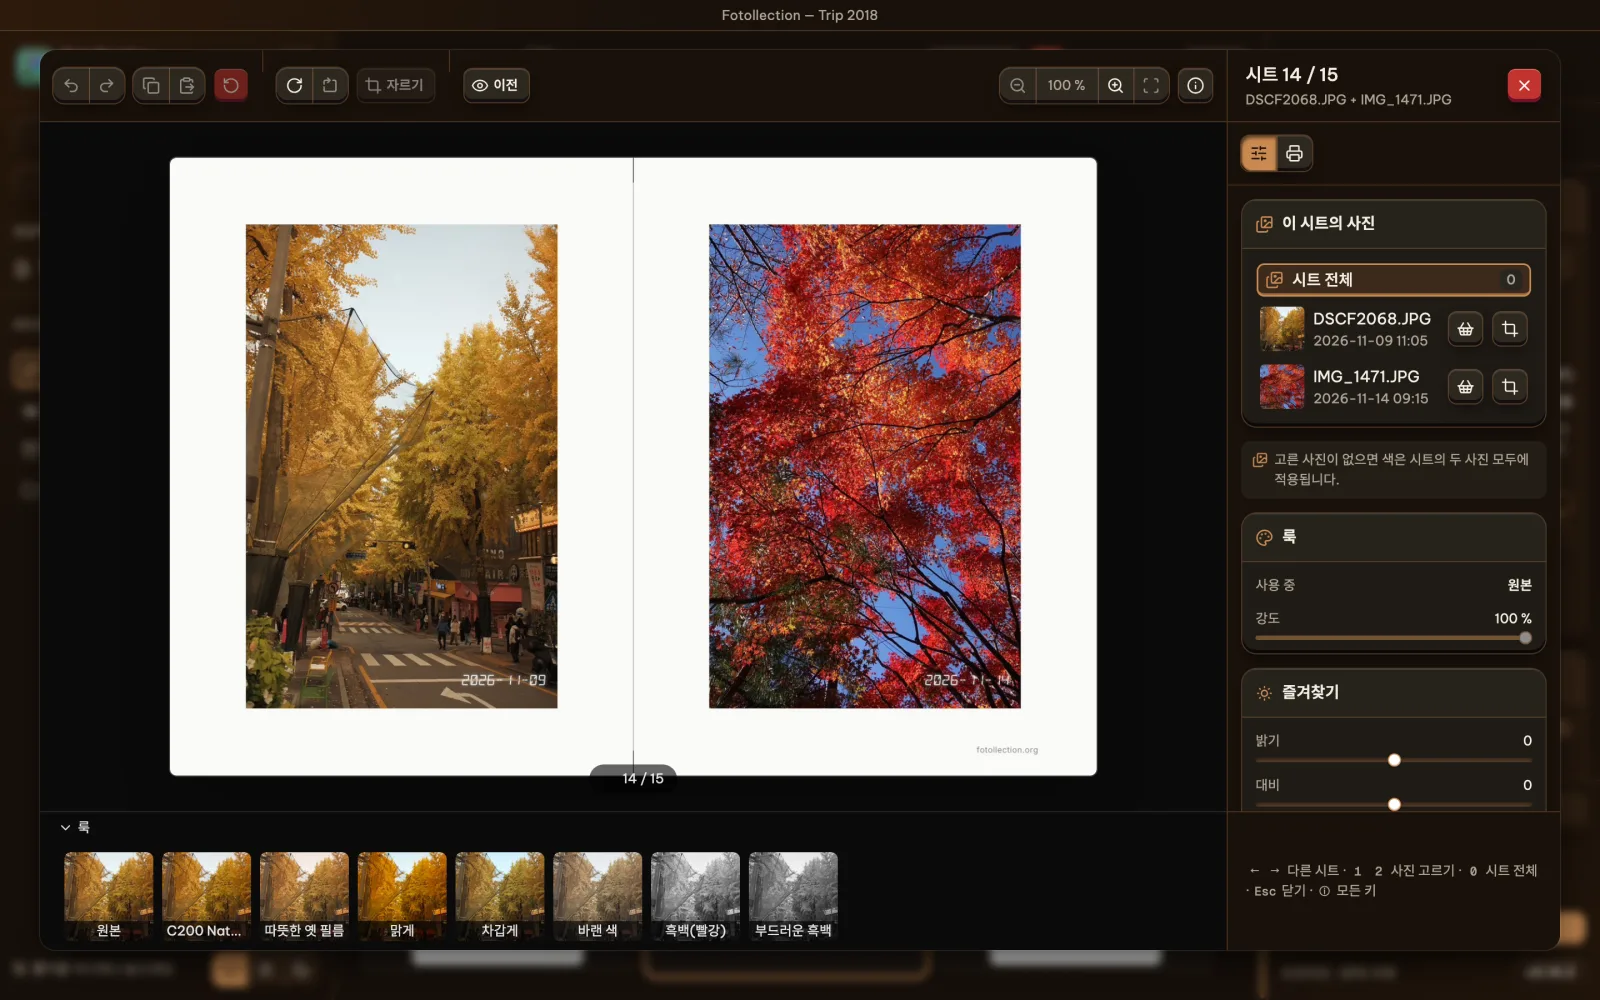 Fotollection — Trip 2018
자르기
이전
100 %
시트 14 / 15
DSCF2068.JPG + IMG_1471.JPG
이 시트의 사진
시트 전체
0
DSCF2068.JPG
2026-11-09 11:05
IMG_1471.JPG
2026-11-14 09:15
고른 사진이 없으면 색은 시트의 두 사진 모두에
적용됩니다.
룩
사용 중
원본
강도
100 %
즐겨찾기
밝기
0
대비
0
2026-11-09
2026-11-14
fotollection.org
14 / 15
룩
원본
C200 Nat...
따뜻한 옛 필름
맑게
차갑게
바랜 색
흑백(빨강)
부드러운 흑백
← → 다른 시트 · 1 2 사진 고르기 · 0 시트 전체
· Esc 닫기 · ⓘ 모든 키